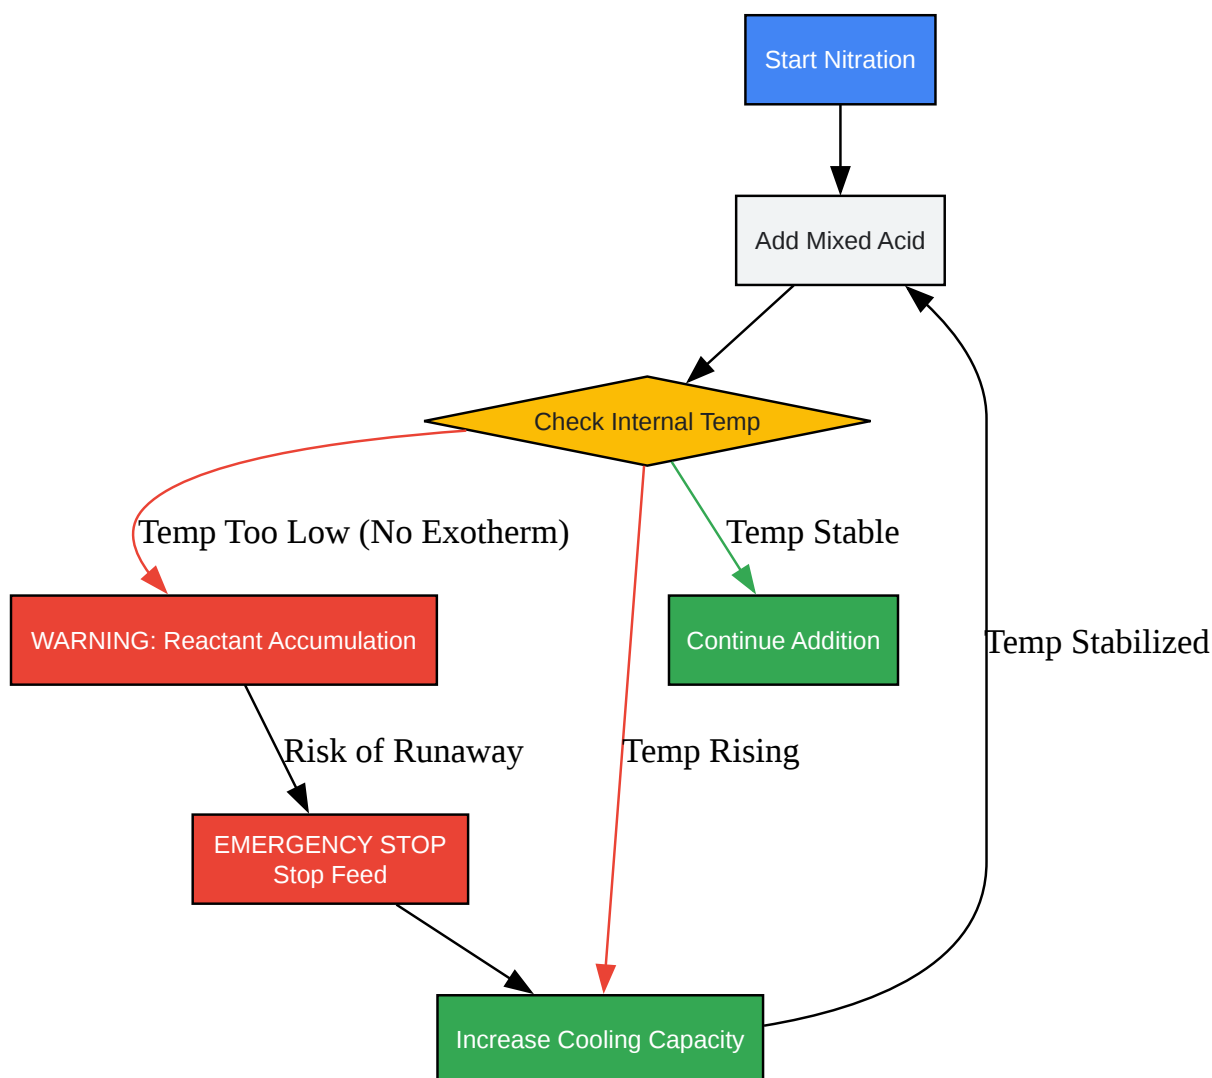 Start Nitration
Add Mixed Acid
Check Internal Temp
Temp Too Low (No Exotherm)
Temp Stable
WARNING: Reactant Accumulation
Continue Addition
Temp Stabilized
Risk of Runaway
Temp Rising
EMERGENCY STOP
Stop Feed
Increase Cooling Capacity